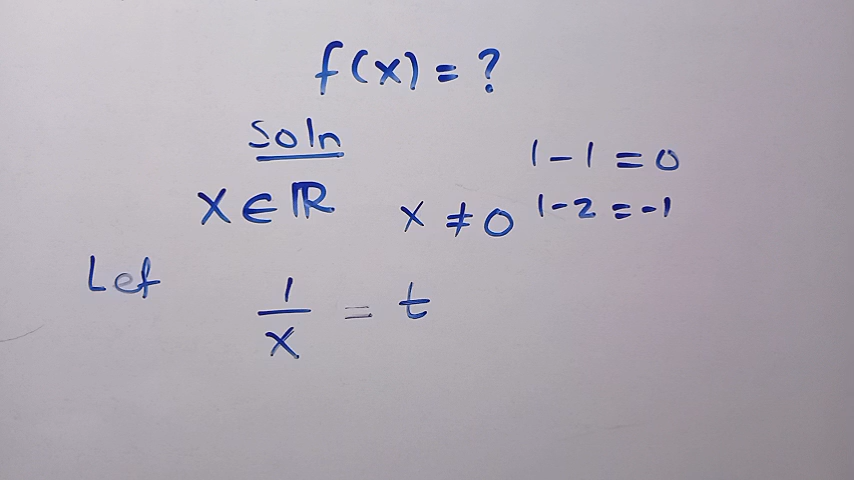 f(x) = ?
Soln
1 - 1 = 0
x ∈ ℝ x ≠ 0 1 - 2 = -1
Let
1/x = t